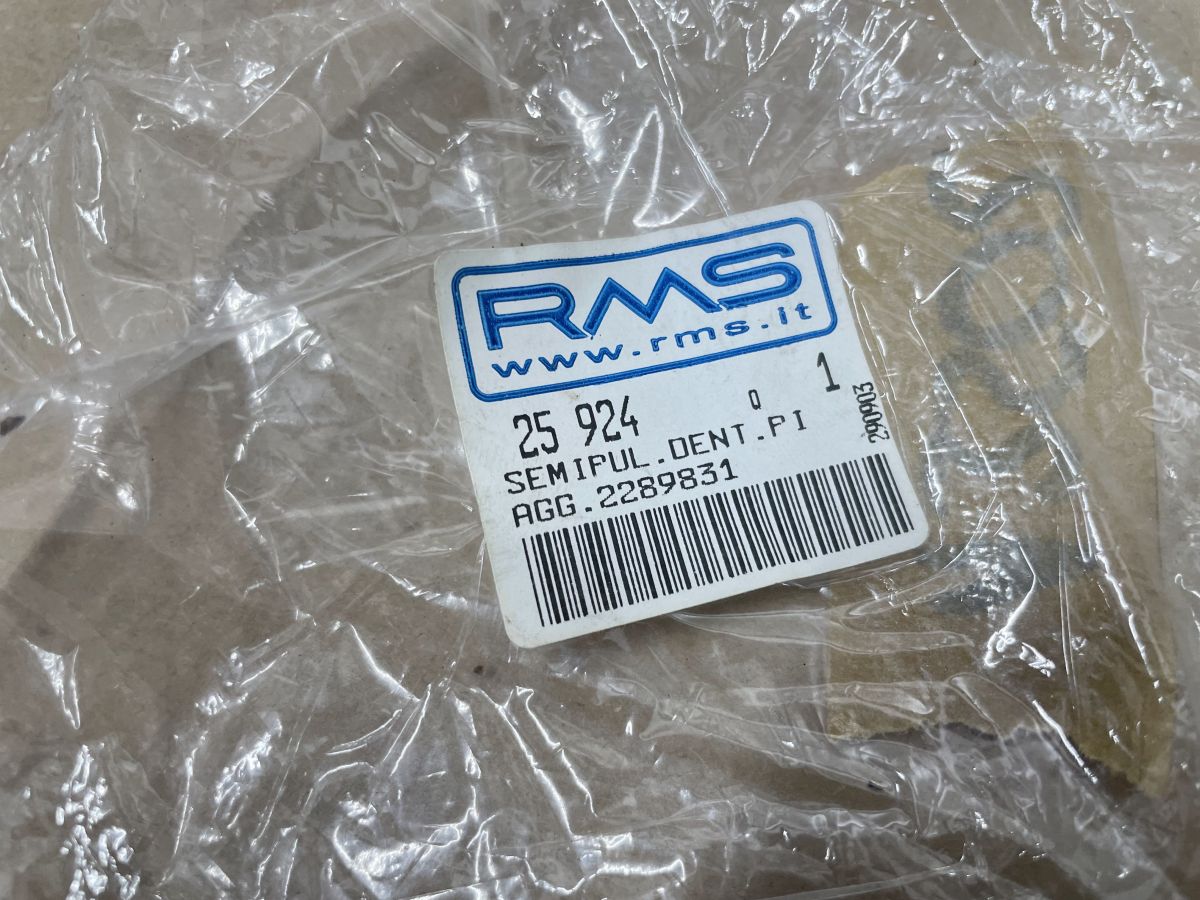 RMS
www.rms.it
25 924 Q 1
SEMIPUL.DENT.PI
AGG.2289831
290903